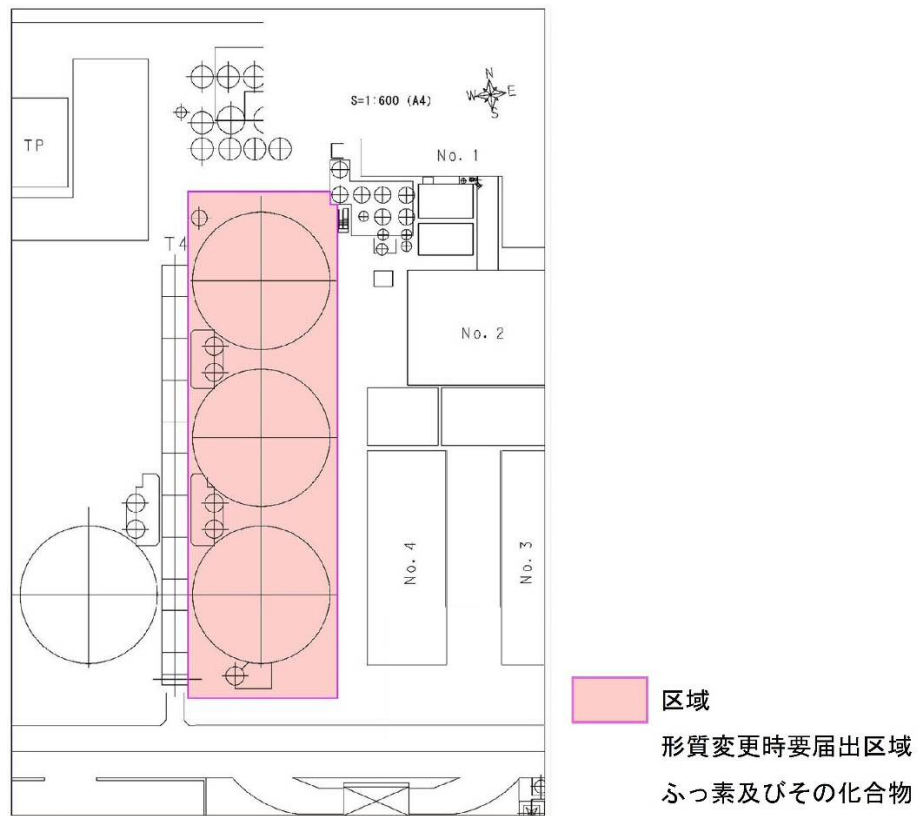 S=1:600 (A4)
N
W
E
S
TP
No. 1
T4
No. 2
No. 4
No. 3
区域
形質変更時要届出区域
ふっ素及びその化合物